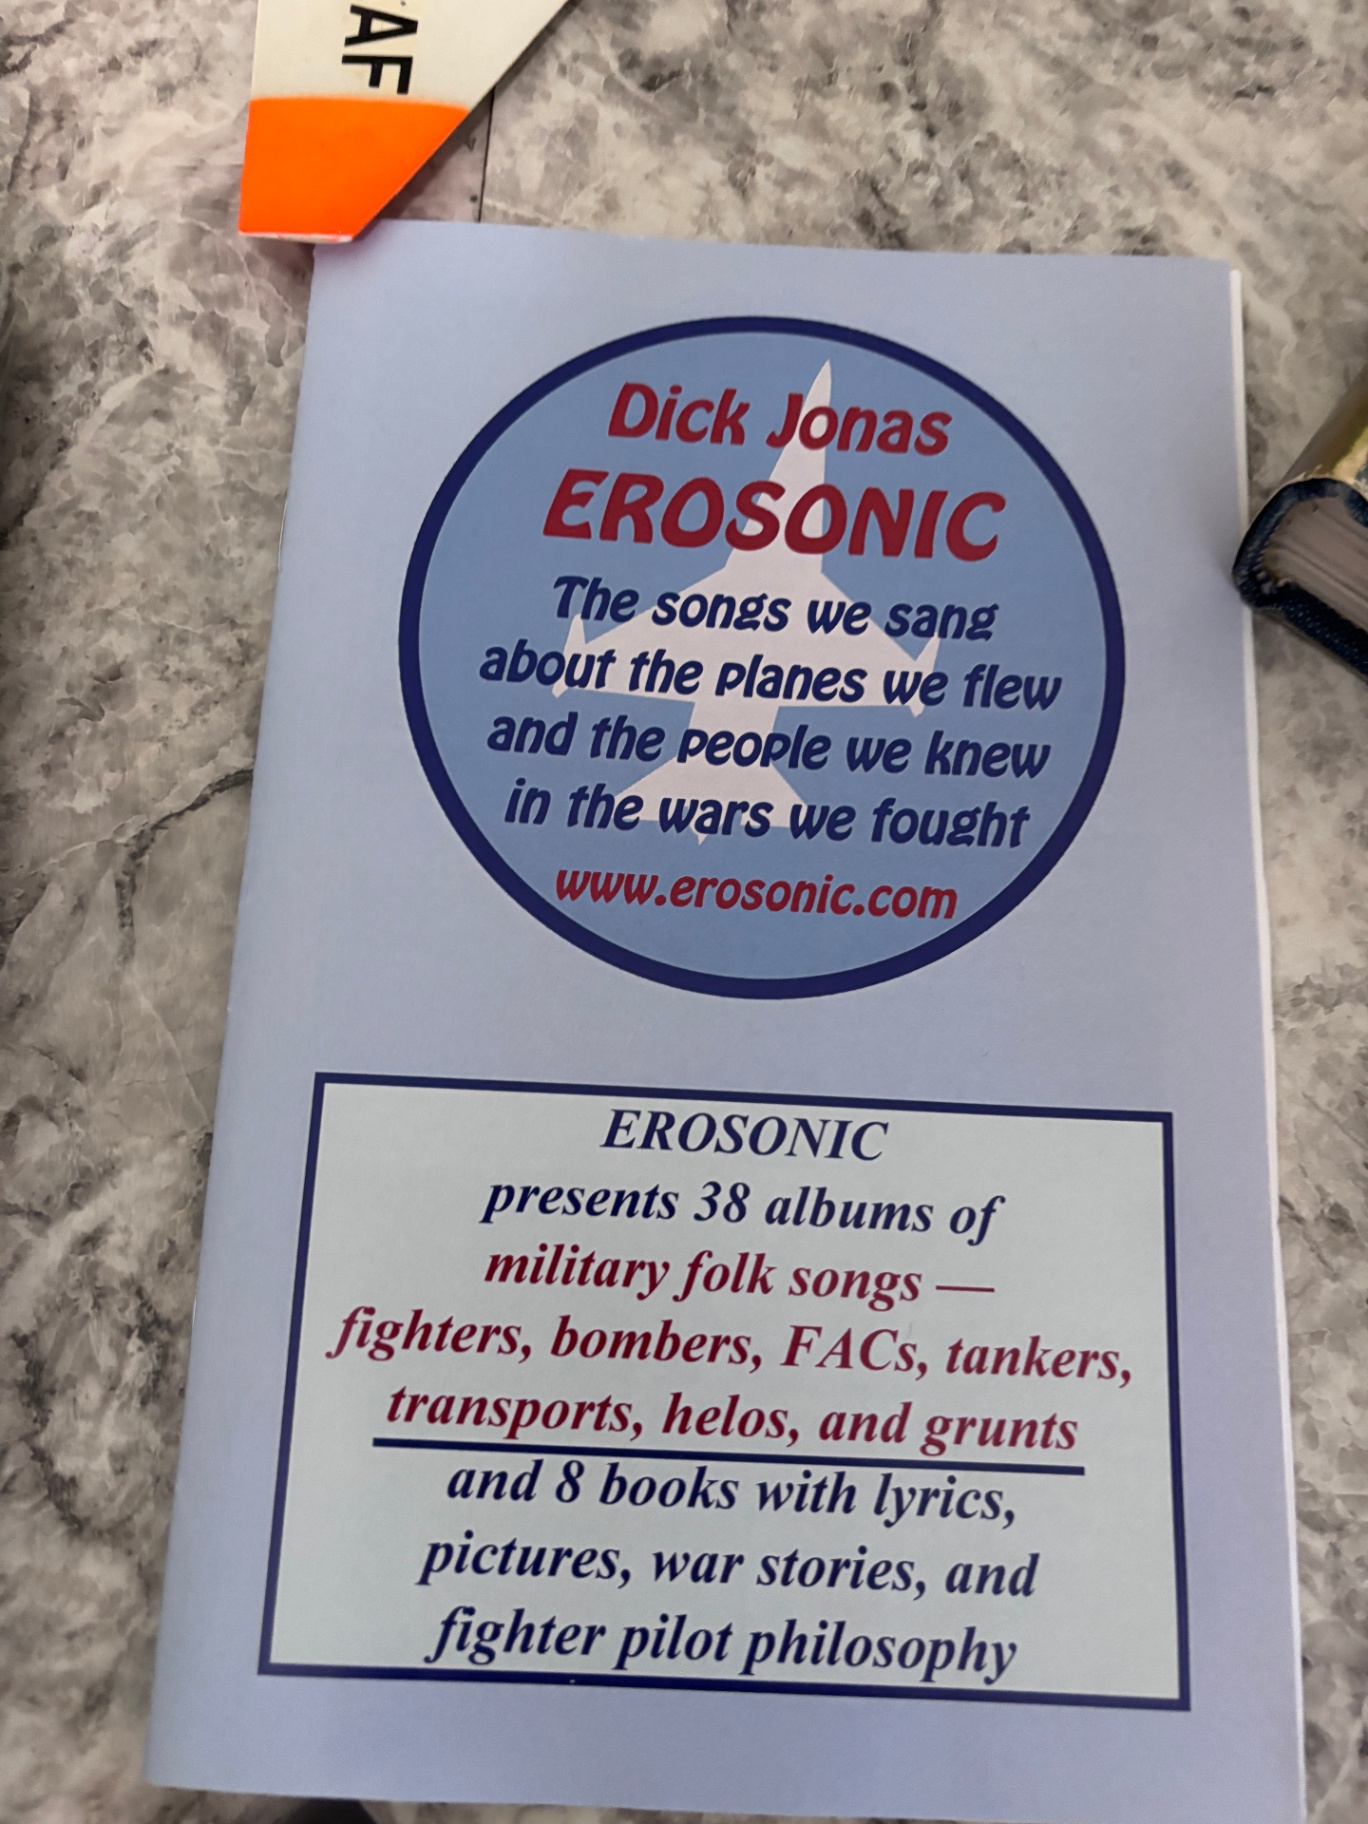 AF
Dick Jonas
EROSONIC
The songs we sang
about the planes we flew
and the people we knew
in the wars we fought
www.erosonic.com
EROSONIC
presents 38 albums of
military folk songs —
fighters, bombers, FACs, tankers,
transports, helos, and grunts
and 8 books with lyrics,
pictures, war stories, and
fighter pilot philosophy